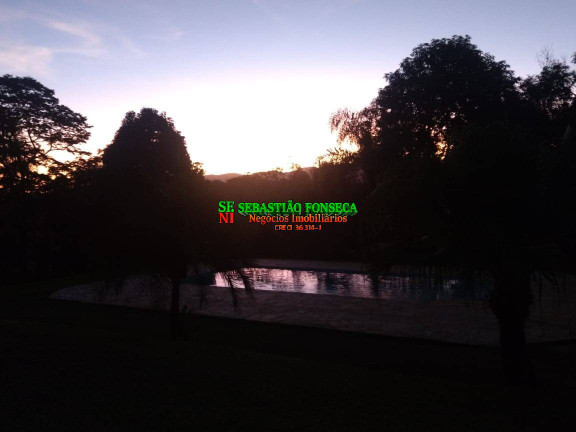 SE SEBASTIÃO FONSECA
NI Negócios Imobiliários
CRECI 36.314-J